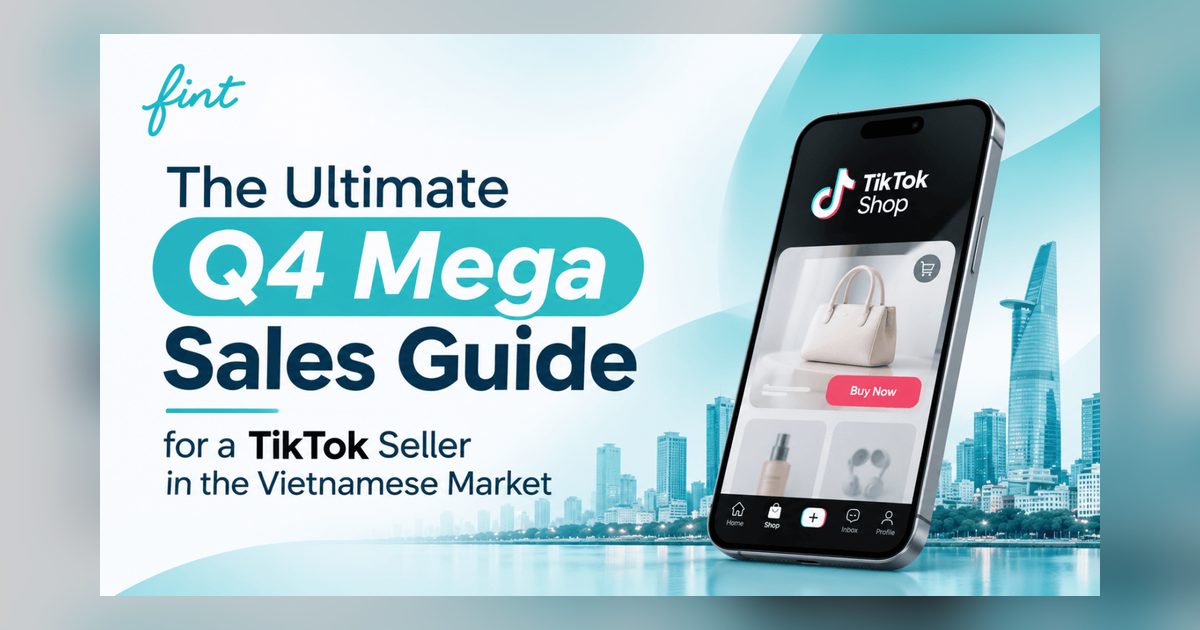 fint
The Ultimate
Q4 Mega
Sales Guide
for a TikTok Seller
in the Vietnamese Market
TikTok
Shop
Buy Now
Home
Shop
Inbox
Profile